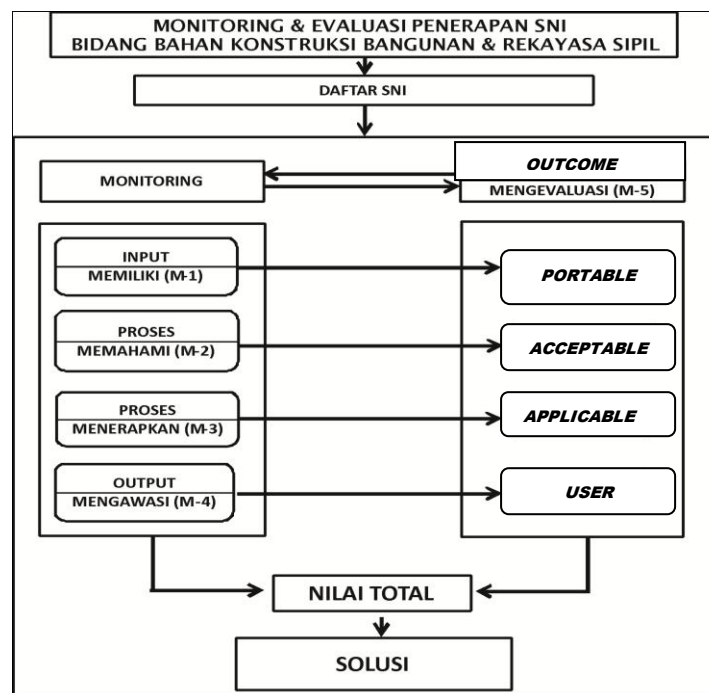 MONITORING & EVALUASI PENERAPAN SNI
BIDANG BAHAN KONSTRUKSI BANGUNAN & REKAYASA SIPIL
DAFTAR SNI
MONITORING
OUTCOME
MENGEVALUASI (M-5)
INPUT
MEMILIKI (M-1)
PORTABLE
PROSES
MEMAHAMI (M-2)
ACCEPTABLE
PROSES
MENERAPKAN (M-3)
APPLICABLE
OUTPUT
MENGAWASI (M-4)
USER
NILAI TOTAL
SOLUSI